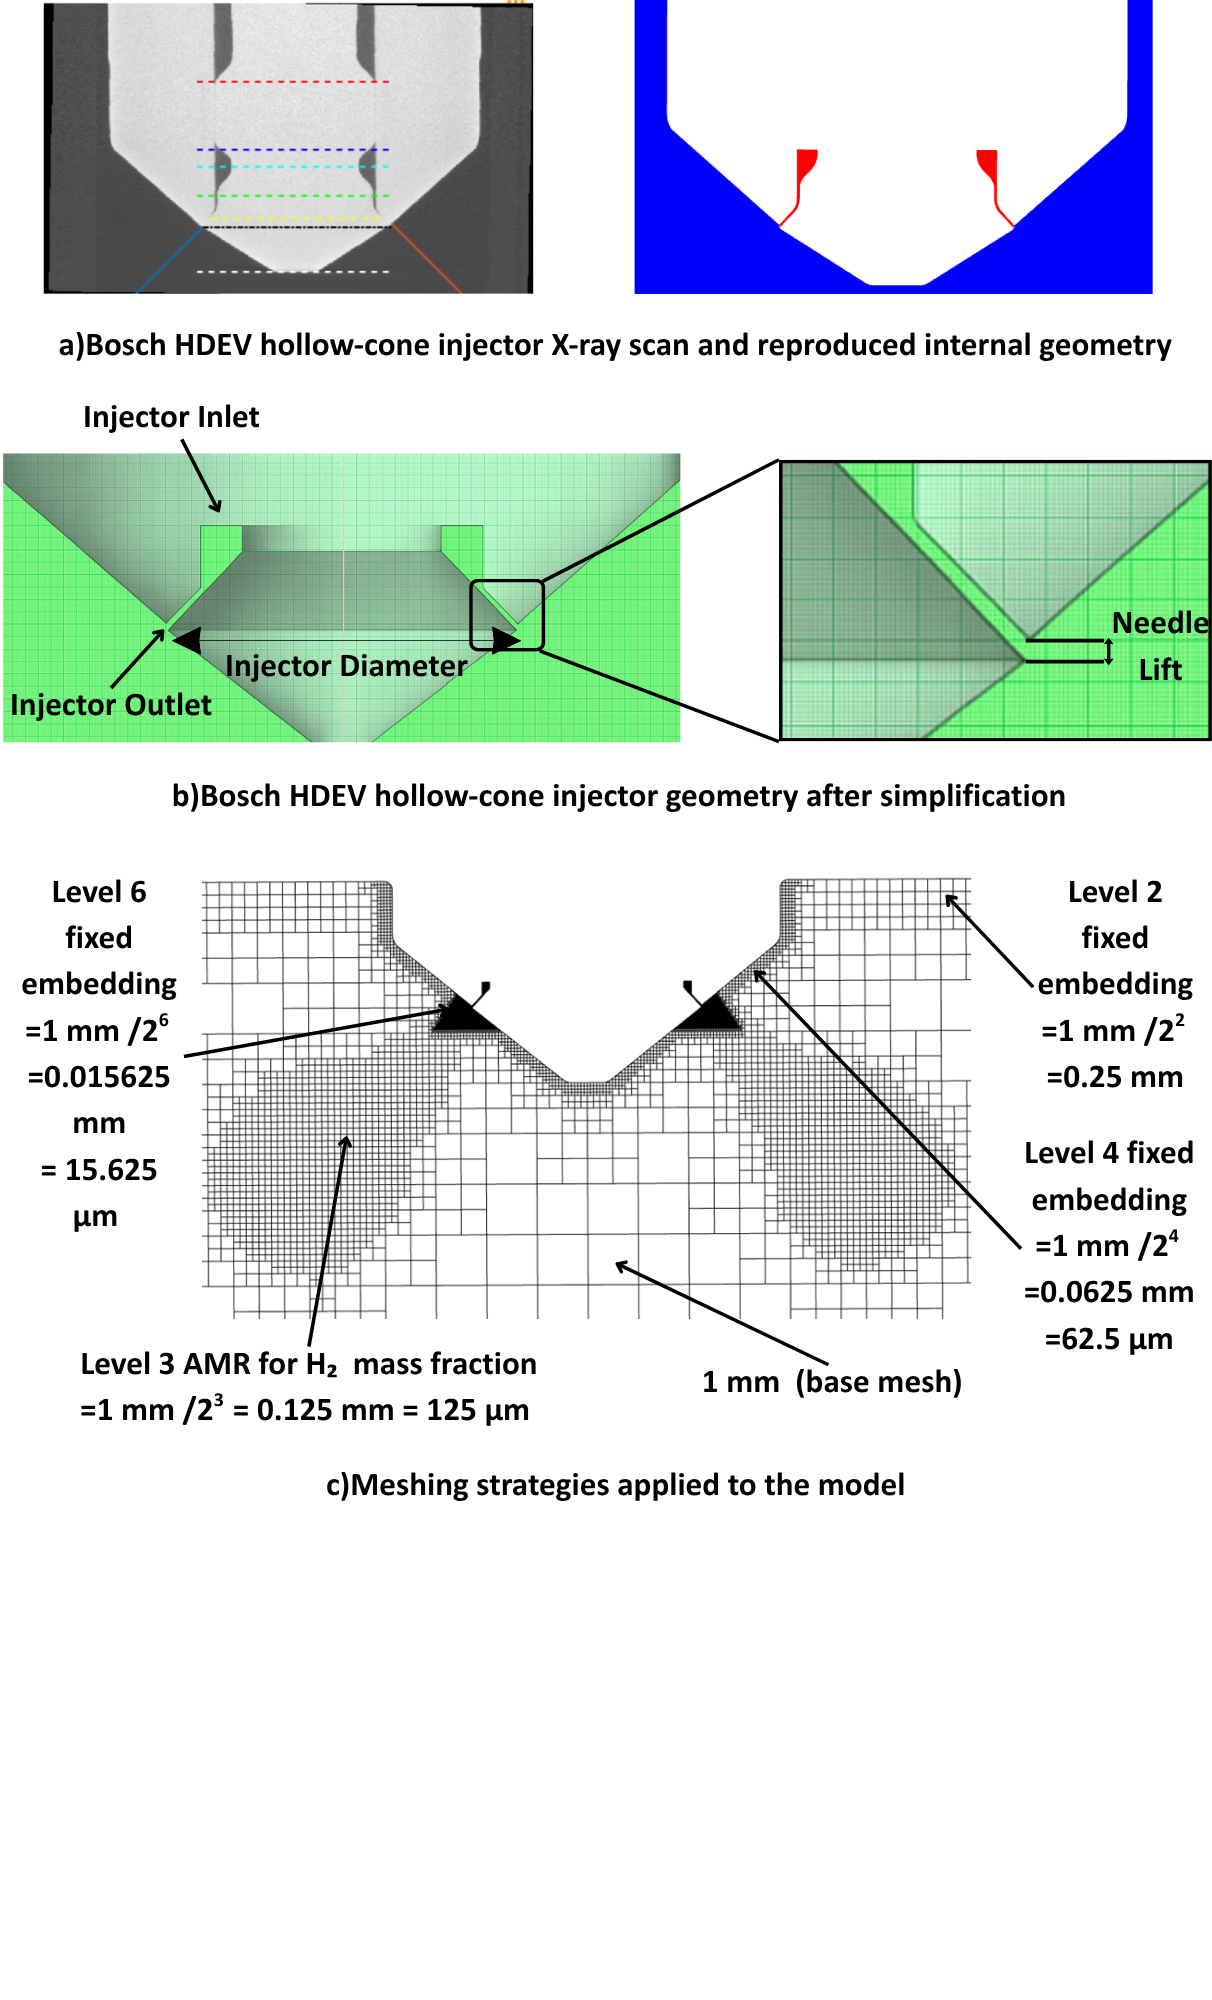 a)Bosch HDEV hollow-cone injector X-ray scan and reproduced internal geometry
Injector Inlet
Injector Diameter
Injector Outlet
Needle
Lift
b)Bosch HDEV hollow-cone injector geometry after simplification
Level 6
fixed
embedding
=1 mm /2⁶
=0.015625
mm
= 15.625
µm
Level 2
fixed
embedding
=1 mm /2²
=0.25 mm
Level 4 fixed
embedding
=1 mm /2⁴
=0.0625 mm
=62.5 µm
Level 3 AMR for H₂ mass fraction
=1 mm /2³ = 0.125 mm = 125 µm
1 mm (base mesh)
c)Meshing strategies applied to the model